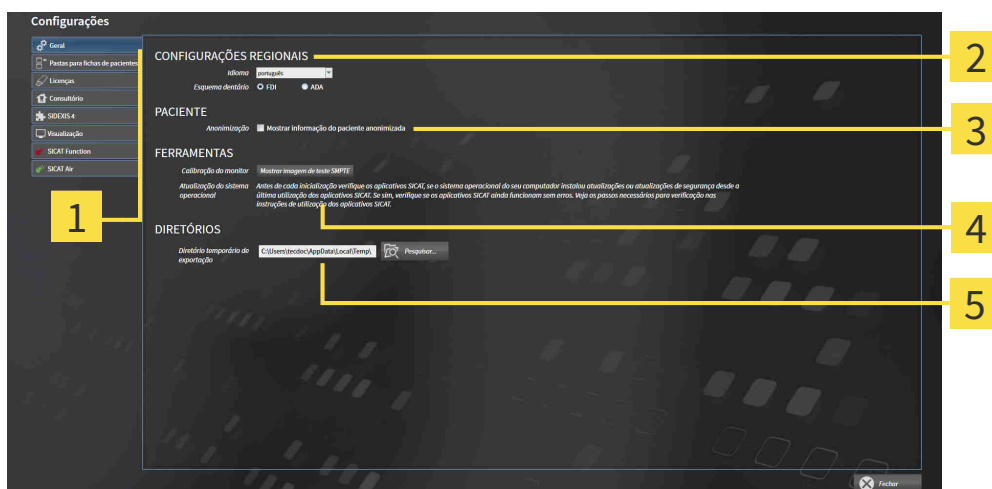 Configurações
Geral
Pastas para fichas de pacientes
Licenças
Consultório
SIDEXIS 4
Visualização
SICAT Function
SICAT Air
CONFIGURAÇÕES REGIONAIS
Idioma português
Esquema dentário FDI ADA
PACIENTE
Anonimização Mostrar informação do paciente anonimizada
FERRAMENTAS
Calibração do monitor Mostrar imagem de teste SMPTE
Atualização do sistema operacional
Antes de cada inicialização verifique os aplicativos SICAT, se o sistema operacional do seu computador instalou atualizações ou atualizações de segurança desde a
última utilização dos aplicativos SICAT. Se sim, verifique se os aplicativos SICAT ainda funcionam sem erros. Veja os passos necessários para verificação nas
instruções de utilização dos aplicativos SICAT.
DIRETÓRIOS
Diretório temporário de exportação
C:\Users\tecdoc\AppData\Local\Temp\ Pesquisar...
Fechar
1
2
3
4
5